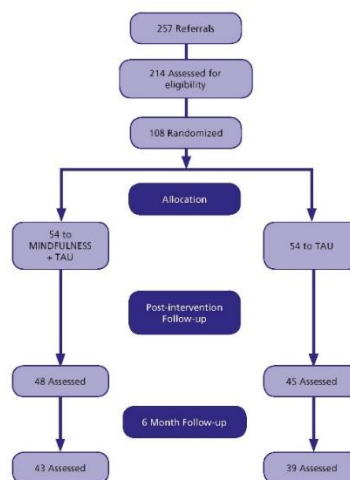 257 Referrals
214 Assessed for
eligibility
108 Randomized
Allocation
54 to
MINDFULNESS
+ TAU
54 to TAU
Post-intervention
Follow-up
48 Assessed
45 Assessed
6 Month Follow-up
43 Assessed
39 Assessed